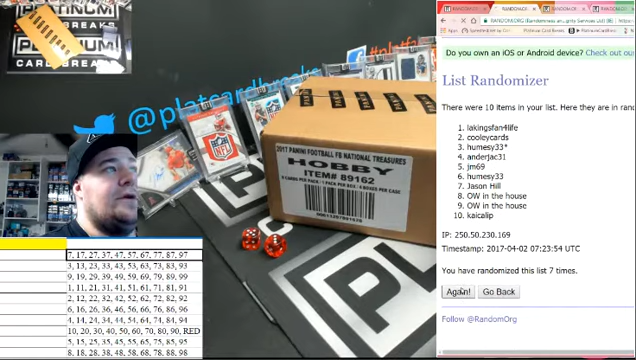 PLATINUM
CARD BREAKS
@platcardbreaks
#platin
NFL
2017 PANINI FOOTBALL FB NATIONAL TREASURES
HOBBY
ITEM# 89162
PLATINUM
7, 17, 27, 37, 47, 57, 67, 77, 87, 97
3, 13, 23, 33, 43, 53, 63, 73, 83, 93
9, 19, 29, 39, 49, 59, 69, 79, 89, 99
1, 11, 21, 31, 41, 51, 61, 71, 81, 91
2, 12, 22, 32, 42, 52, 62, 72, 82, 92
6, 16, 26, 36, 46, 56, 66, 76, 86, 96
4, 14, 24, 34, 44, 54, 64, 74, 84, 94
10, 20, 30, 40, 50, 60, 70, 80, 90, RED
5, 15, 25, 35, 45, 55, 65, 75, 85, 95
8, 18, 28, 38, 48, 58, 68, 78, 88, 98
Do you own an iOS or Android device? Check out ou
List Randomizer
There were 10 items in your list. Here they are in rand
1. lakingsfan4life
2. cooleycards
3. humesy33*
4. anderjac31
5. jm69
6. humesy33
7. Jason Hill
8. OW in the house
9. OW in the house
10. kaicalip
IP: 250.50.230.169
Timestamp: 2017-04-02 07:23:54 UTC
You have randomized this list 7 times.
Again!
Go Back
Follow @RandomOrg